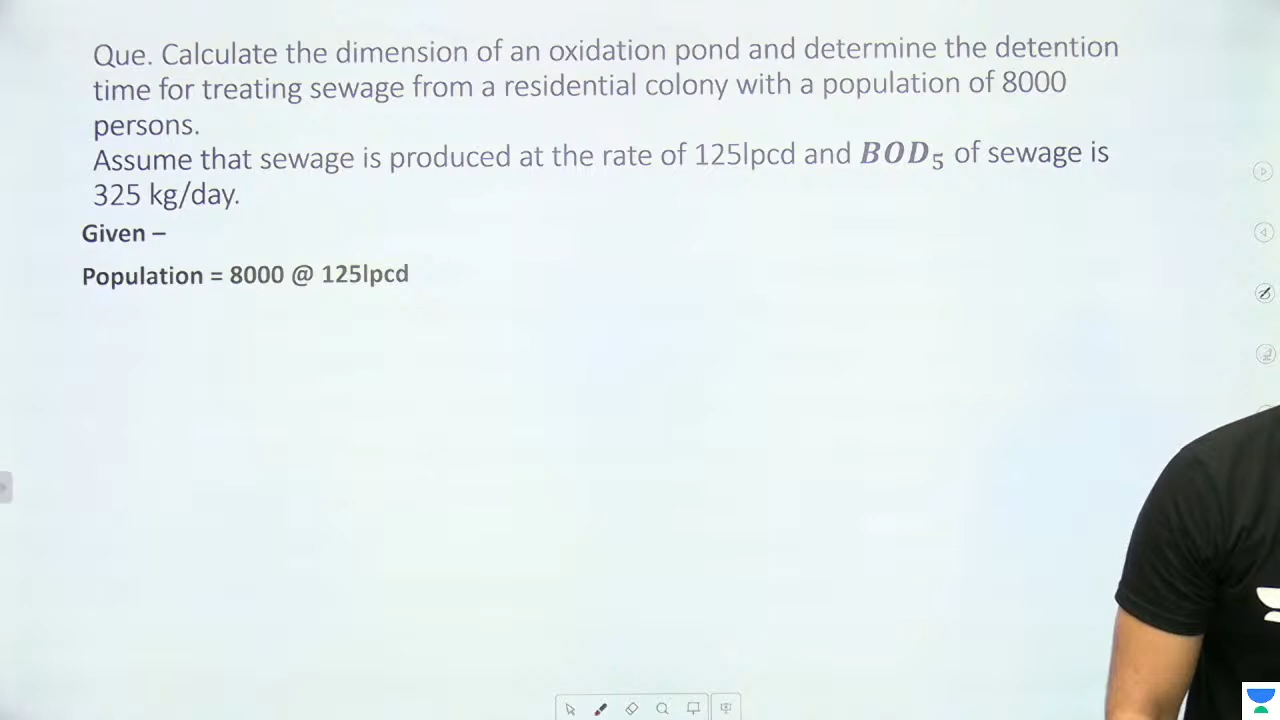 Que. Calculate the dimension of an oxidation pond and determine the detention
time for treating sewage from a residential colony with a population of 8000
persons.
Assume that sewage is produced at the rate of 125lpcd and BOD₅ of sewage is
325 kg/day.
Given –
Population = 8000 @ 125lpcd